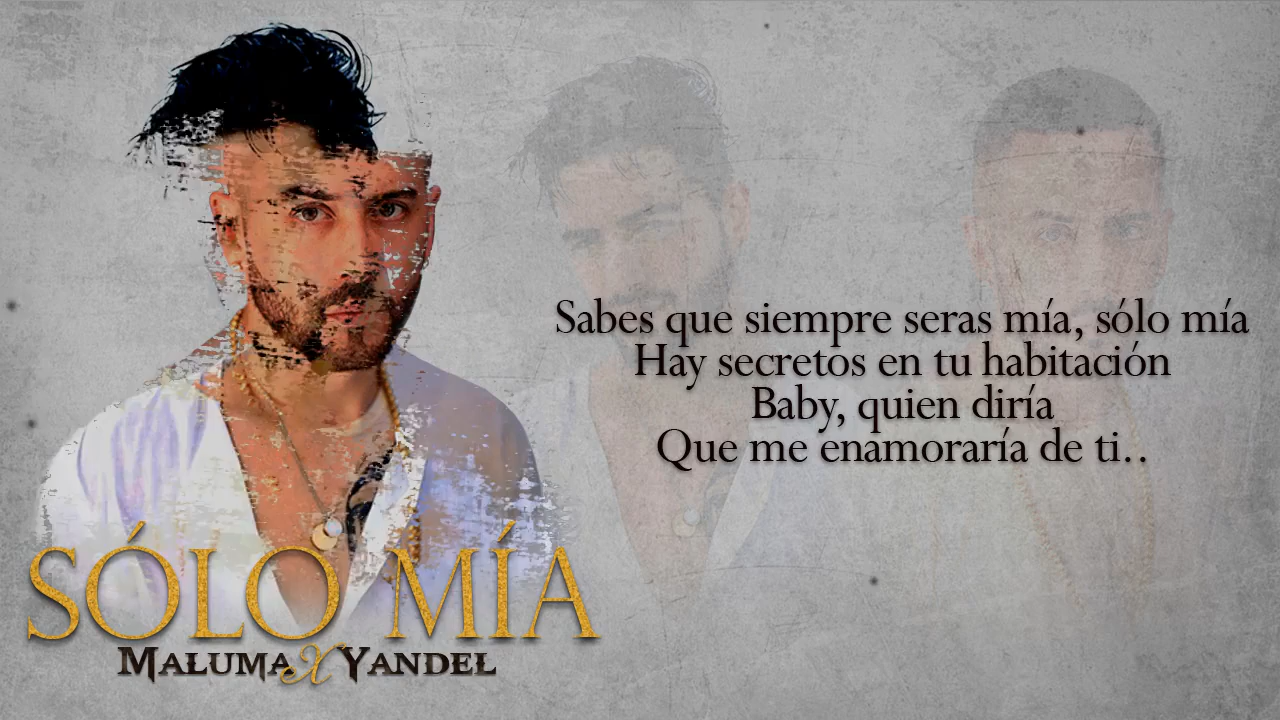 Sabes que siempre seras mía, sólo mía
Hay secretos en tu habitación
Baby, quien diría
Que me enamoraría de ti..
SÓLO MÍA
MALUMA X YANDEL